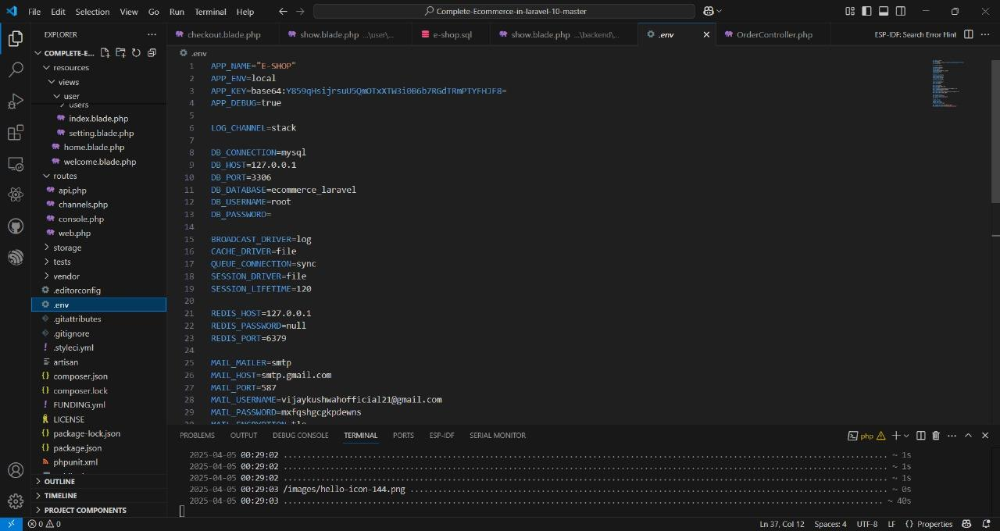 File Edit Selection View Go Run Terminal Help
Complete-Ecommerce-in-laravel-10-master
EXPLORER
checkout.blade.php
show.blade.php ...\user\...
e-shop.sql
show.blade.php ...\backend\...
.env
OrderController.php
ESP-IDF: Search Error Hint
COMPLETE-E...
resources
views
user
users
index.blade.php
setting.blade.php
home.blade.php
welcome.blade.php
routes
api.php
channels.php
console.php
web.php
storage
tests
vendor
.editorconfig
.env
.gitattributes
.gitignore
.styleci.yml
artisan
composer.json
composer.lock
FUNDING.yml
LICENSE
package-lock.json
package.json
phpunit.xml
OUTLINE
TIMELINE
PROJECT COMPONENTS
.env
1 APP_NAME="E-SHOP"
2 APP_ENV=local
3 APP_KEY=base64:Y859qHsijrsuU5QmOTxXTW3i0B6b7RGdTRmPTYFHJF8=
4 APP_DEBUG=true
5
6 LOG_CHANNEL=stack
7
8 DB_CONNECTION=mysql
9 DB_HOST=127.0.0.1
10 DB_PORT=3306
11 DB_DATABASE=ecommerce_laravel
12 DB_USERNAME=root
13 DB_PASSWORD=
14
15 BROADCAST_DRIVER=log
16 CACHE_DRIVER=file
17 QUEUE_CONNECTION=sync
18 SESSION_DRIVER=file
19 SESSION_LIFETIME=120
20
21 REDIS_HOST=127.0.0.1
22 REDIS_PASSWORD=null
23 REDIS_PORT=6379
24
25 MAIL_MAILER=smtp
26 MAIL_HOST=smtp.gmail.com
27 MAIL_PORT=587
28 MAIL_USERNAME=vijaykushwahofficial21@gmail.com
29 MAIL_PASSWORD=mxfqshgcgkpdewns
PROBLEMS OUTPUT DEBUG CONSOLE TERMINAL PORTS ESP-IDF SERIAL MONITOR
php
2025-04-05 00:29:02 ........ ~ 1s
2025-04-05 00:29:02 ........ ~ 1s
2025-04-05 00:29:02 ........ ~ 1s
2025-04-05 00:29:03 /images/hello-icon-144.png ........ ~ 0s
2025-04-05 00:29:03 ........ ~ 40s
0 0
Ln 37, Col 12 Spaces: 4 UTF-8 LF {} Properties